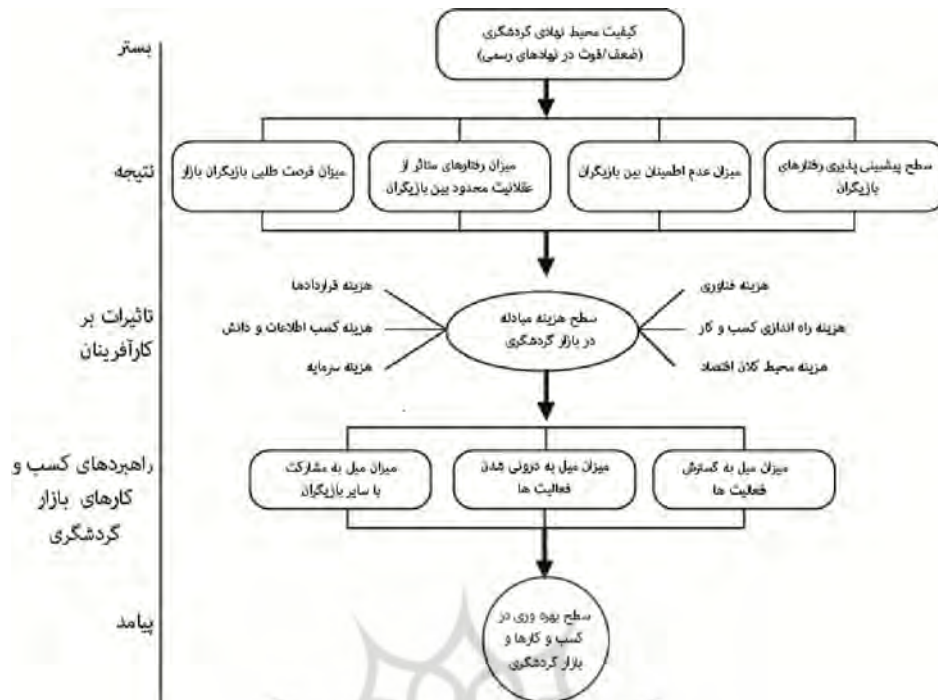 بستر
کیفیت محیط نهادی گردشگری
(ضعف/قوت در نهادهای رسمی)
نتیجه
سطح پیشبینی پذیری رفتارهای
بازیگران
میزان عدم اطمینان بین بازیگران
میزان رفتارهای متاثر از
عقلانیت محدود بین بازیگران
میزان فرصت طلبی بازیگران بازار
تاثیرات بر
کارآفرینان
هزینه فناوری
هزینه راه اندازی کسب و کار
هزینه محیط کلان اقتصاد
سطح هزینه مبادله
در بازار گردشگری
هزینه قراردادها
هزینه کسب اطلاعات و دانش
هزینه سرمایه
راهبردهای کسب و
کارهای بازار
گردشگری
میزان میل به گسترش
فعالیت ها
میزان میل به درونی شدن
فعالیت ها
میزان میل به مشارکت
با سایر بازیگران
پیامد
سطح بهره وری در
کسب و کارها و
بازار گردشگری